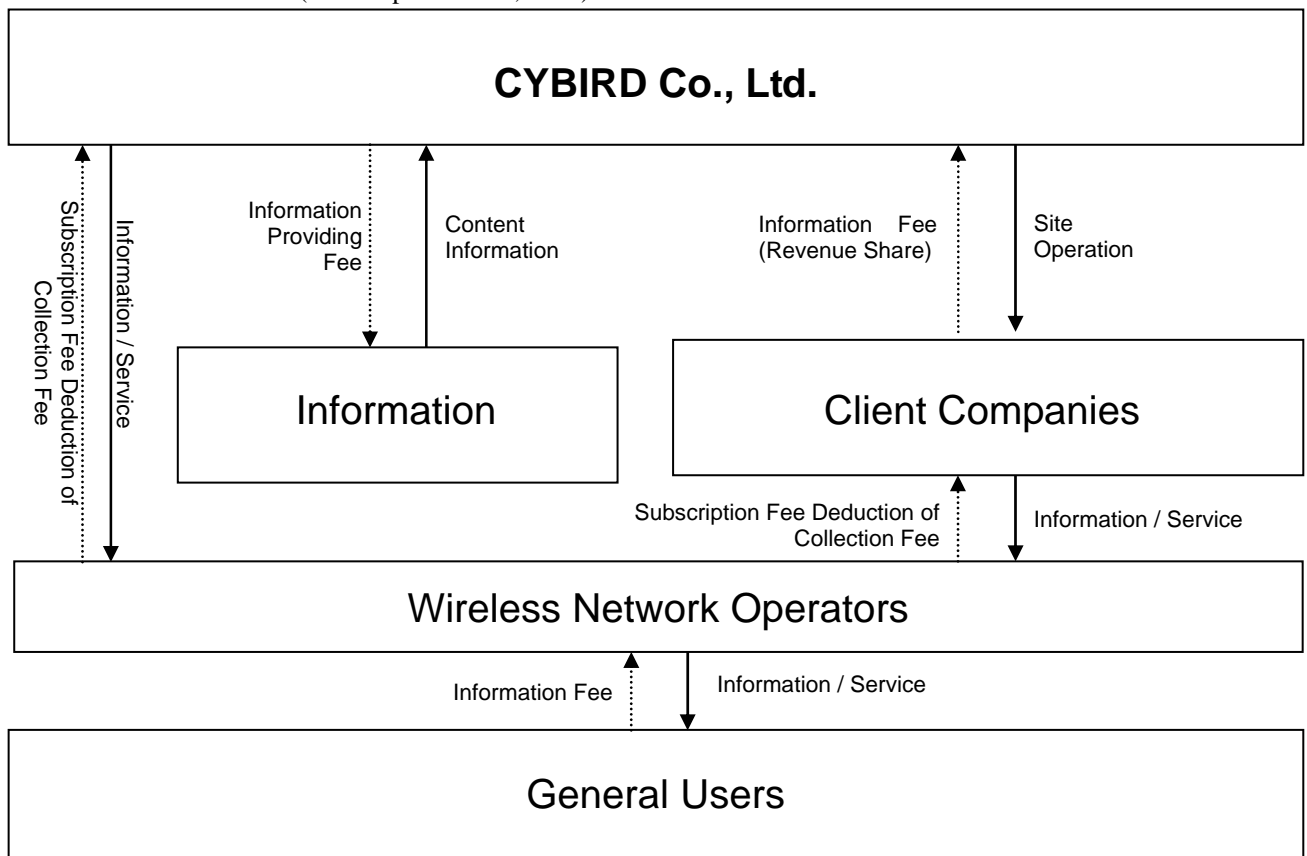 CYBIRD Co., Ltd.
Subscription Fee Deduction of
Collection Fee
Information / Service
Information
Providing
Fee
Content
Information
Information Fee
(Revenue Share)
Site
Operation
Information
Client Companies
Subscription Fee Deduction of
Collection Fee
Information / Service
Wireless Network Operators
Information Fee
Information / Service
General Users